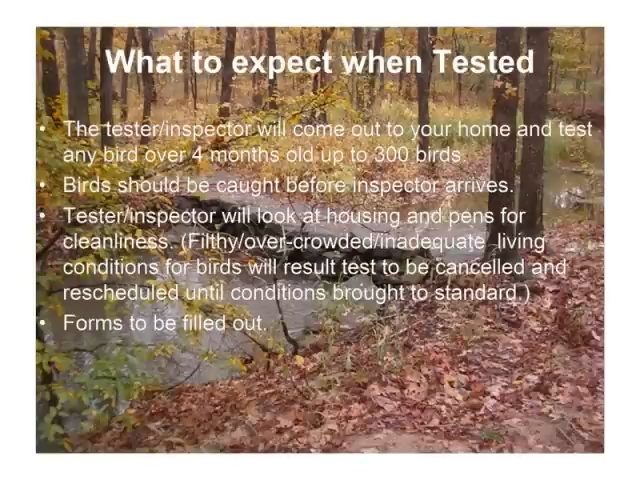 What to expect when Tested
• The tester/inspector will come out to your home and test
any bird over 4 months old up to 300 birds.
• Birds should be caught before inspector arrives.
• Tester/inspector will look at housing and pens for
cleanliness. (Filthy/over-crowded/inadequate living
conditions for birds will result test to be cancelled and
rescheduled until conditions brought to standard.)
• Forms to be filled out.